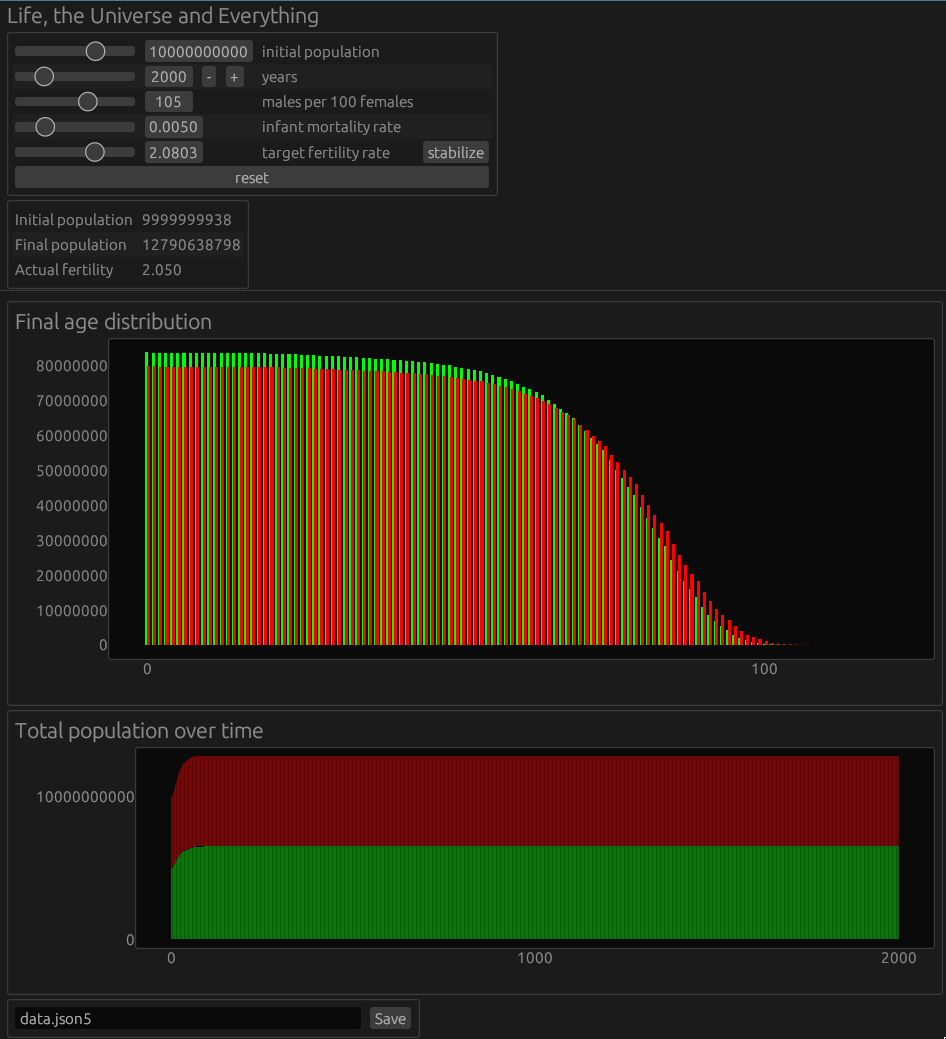 Life, the Universe and Everything
10000000000 initial population
2000 - + years
105 males per 100 females
0.0050 infant mortality rate
2.0803 target fertility rate stabilize
reset
Initial population 9999999938
Final population 12790638798
Actual fertility 2.050
Final age distribution
80000000
70000000
60000000
50000000
40000000
30000000
20000000
10000000
0
0 100
Total population over time
10000000000
0
0 1000 2000
data.json5 Save